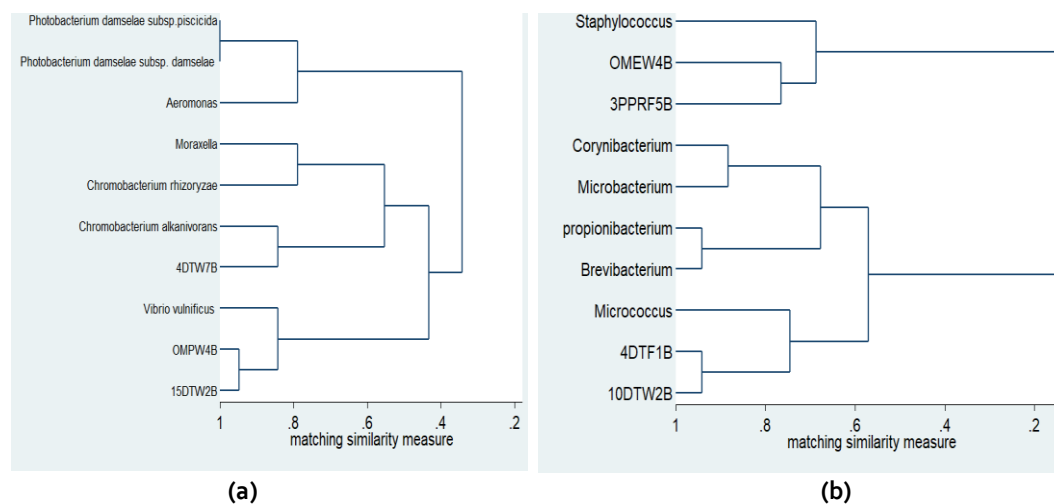 Photobacterium damselae subsp.piscicida
Photobacterium damselae subsp. damselae
Aeromonas
Moraxella
Chromobacterium rhizoryzae
Chromobacterium alkanivorans
4DTW7B
Vibrio vulnificus
OMPW4B
15DTW2B
1 .8 .6 .4 .2
matching similarity measure
(a)
Staphylococcus
OMEW4B
3PPRF5B
Corynibacterium
Microbacterium
propionibacterium
Brevibacterium
Micrococcus
4DTF1B
10DTW2B
1 .8 .6 .4 .2
matching similarity measure
(b)